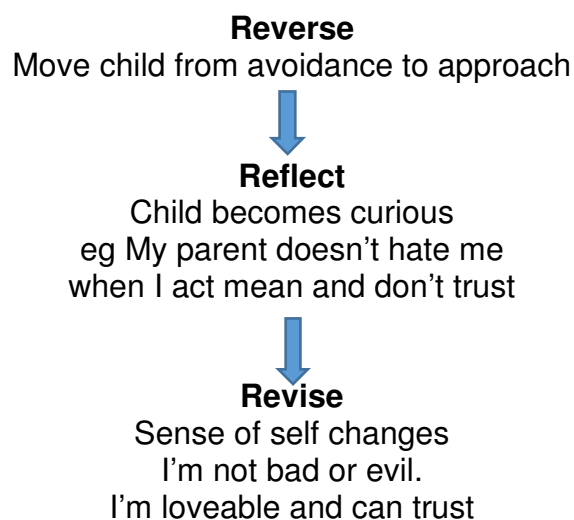 Reverse
Move child from avoidance to approach
Reflect
Child becomes curious
eg My parent doesn’t hate me
when I act mean and don’t trust
Revise
Sense of self changes
I’m not bad or evil.
I’m loveable and can trust